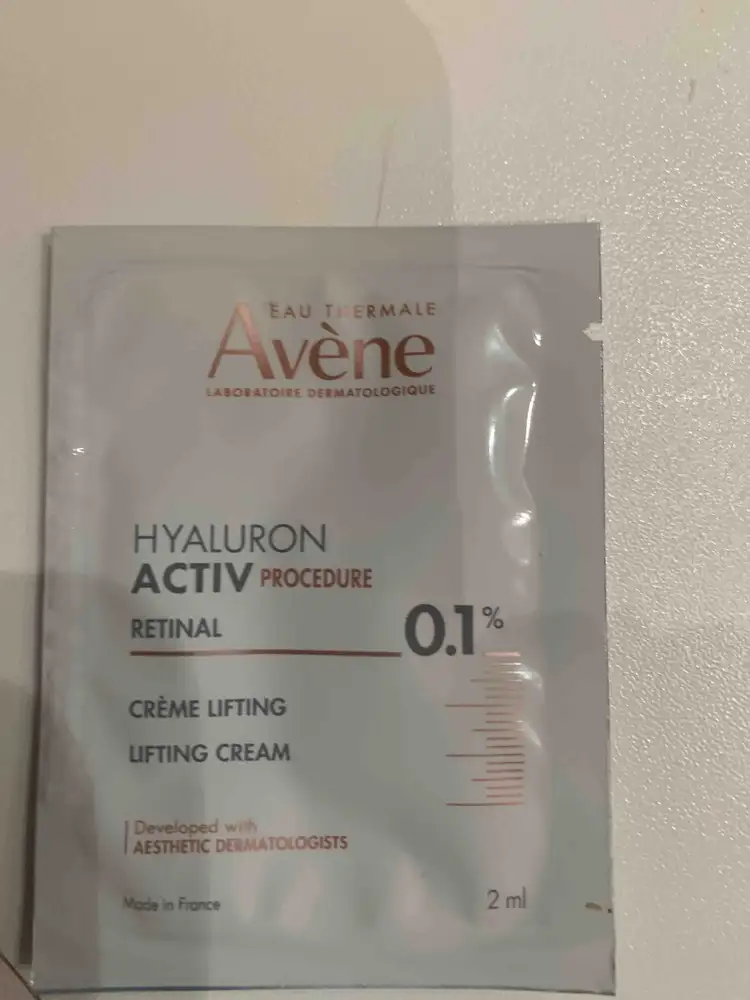 EAU THERMALE
Avène
LABORATOIRE DERMATOLOGIQUE
HYALURON
ACTIV PROCEDURE
RETINAL 0.1%
CRÈME LIFTING
LIFTING CREAM
Developed with
AESTHETIC DERMATOLOGISTS
Made in France 2 ml